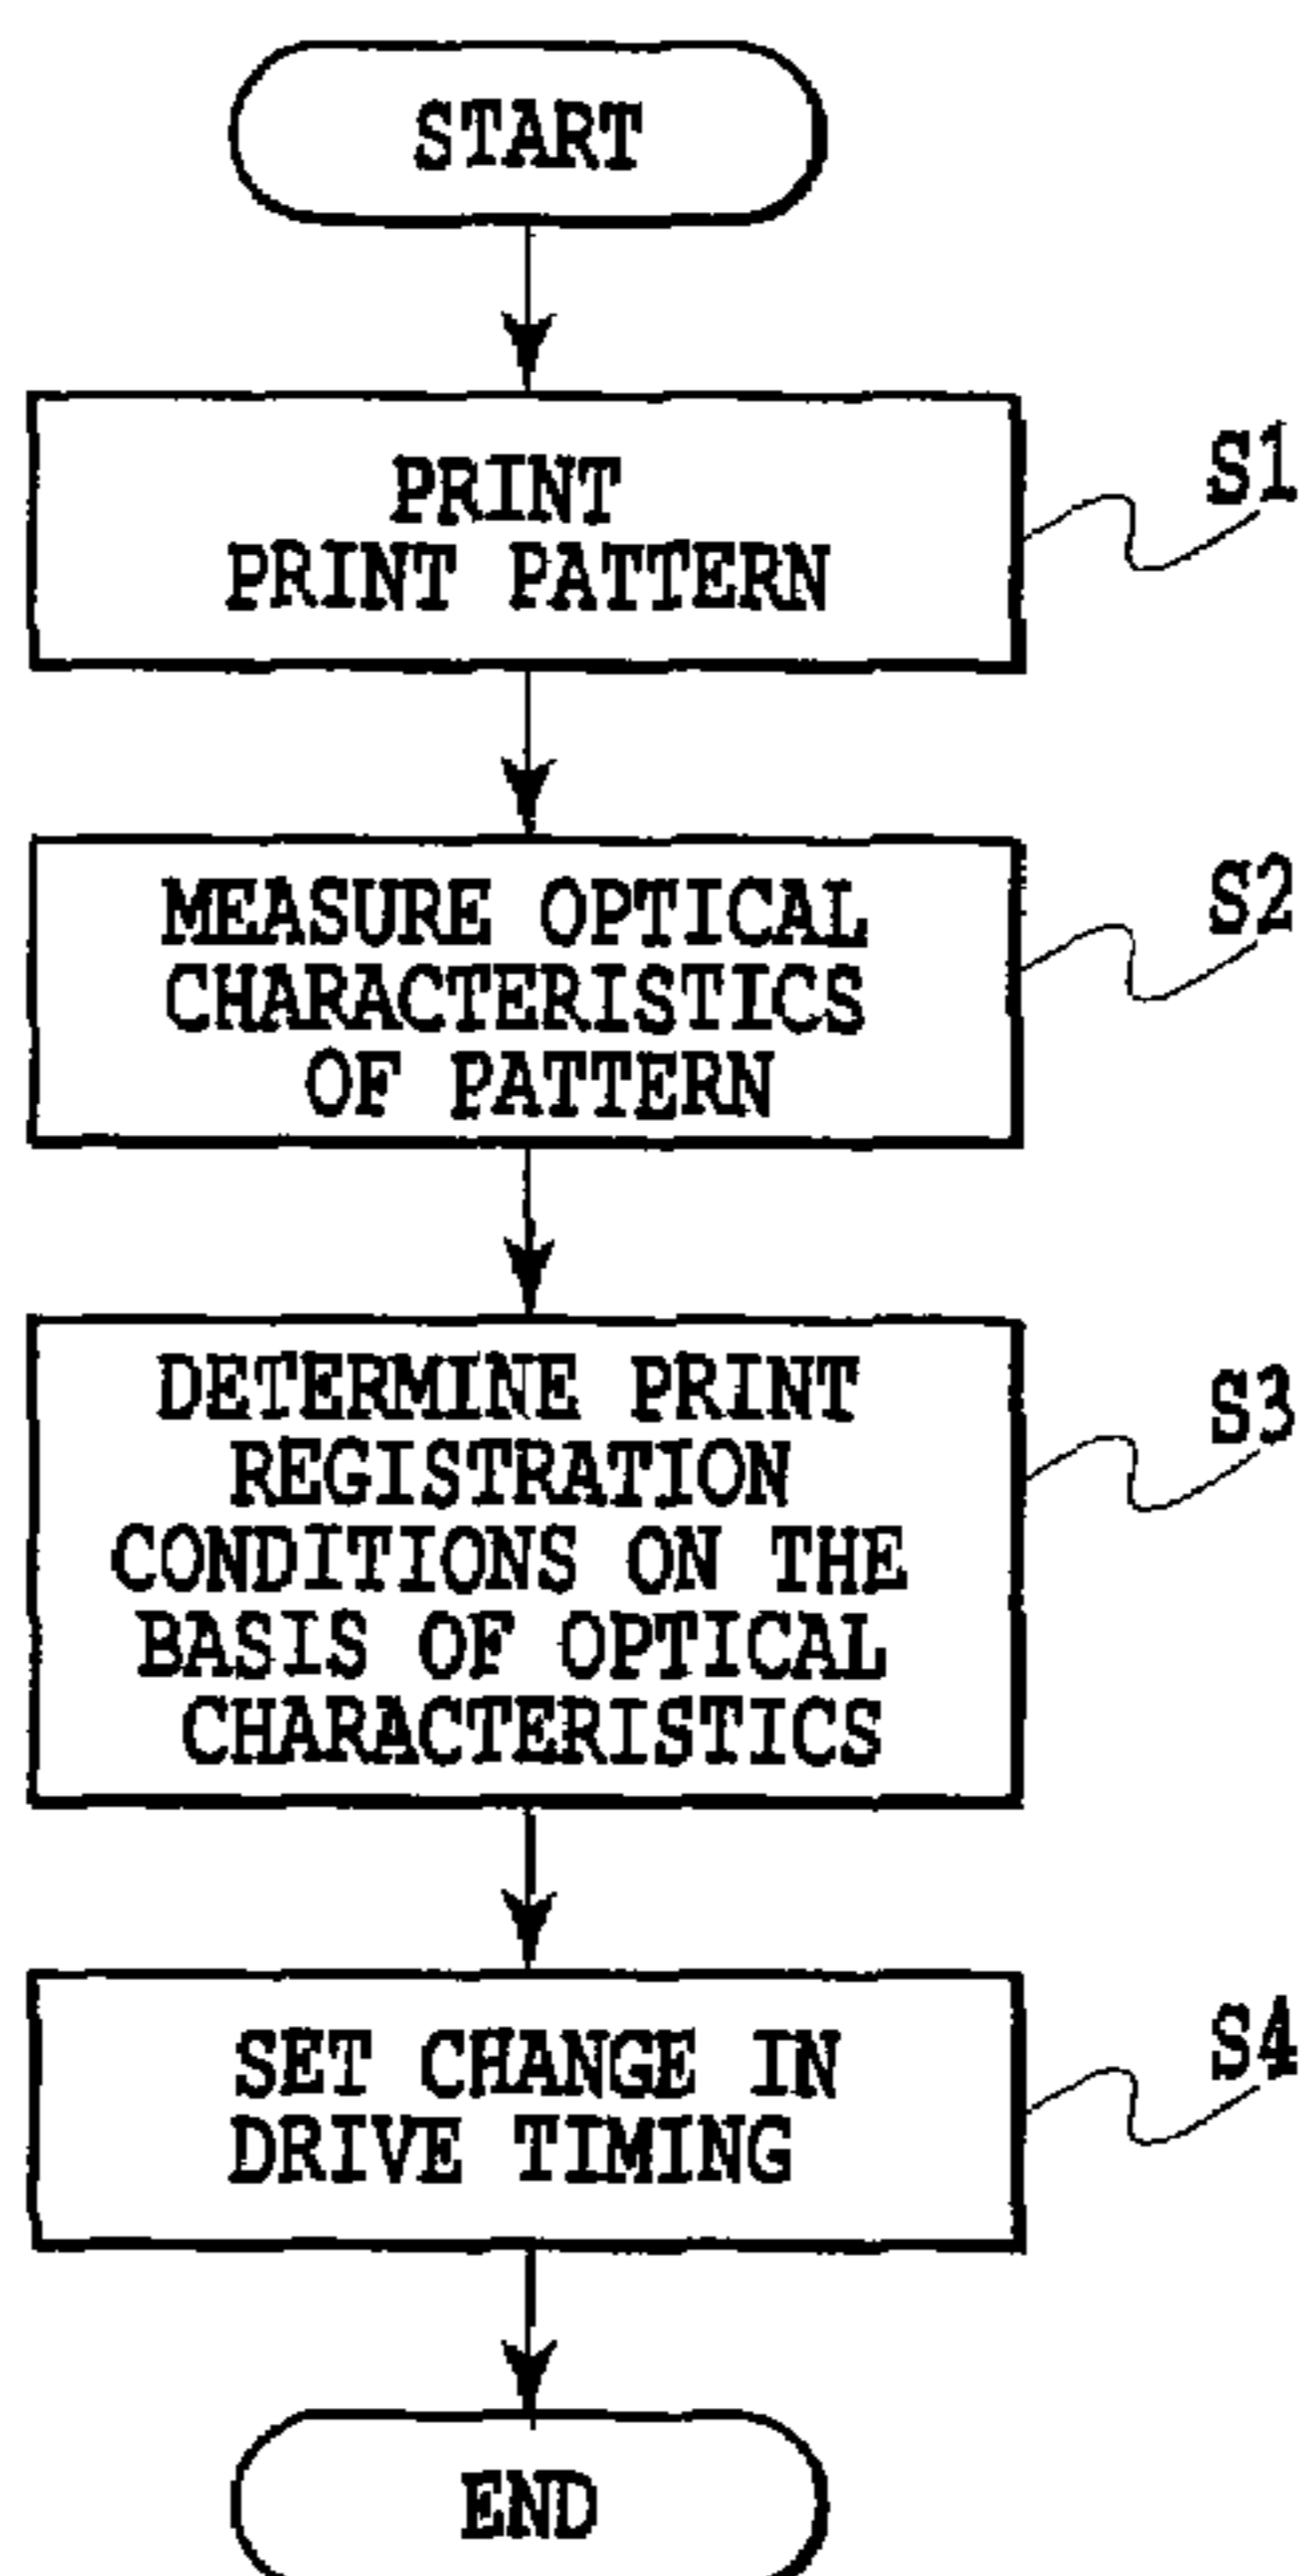 START
PRINT
PRINT PATTERN
S1
MEASURE OPTICAL
CHARACTERISTICS
OF PATTERN
S2
DETERMINE PRINT
REGISTRATION
CONDITIONS ON THE
BASIS OF OPTICAL
CHARACTERISTICS
S3
SET CHANGE IN
DRIVE TIMING
S4
END